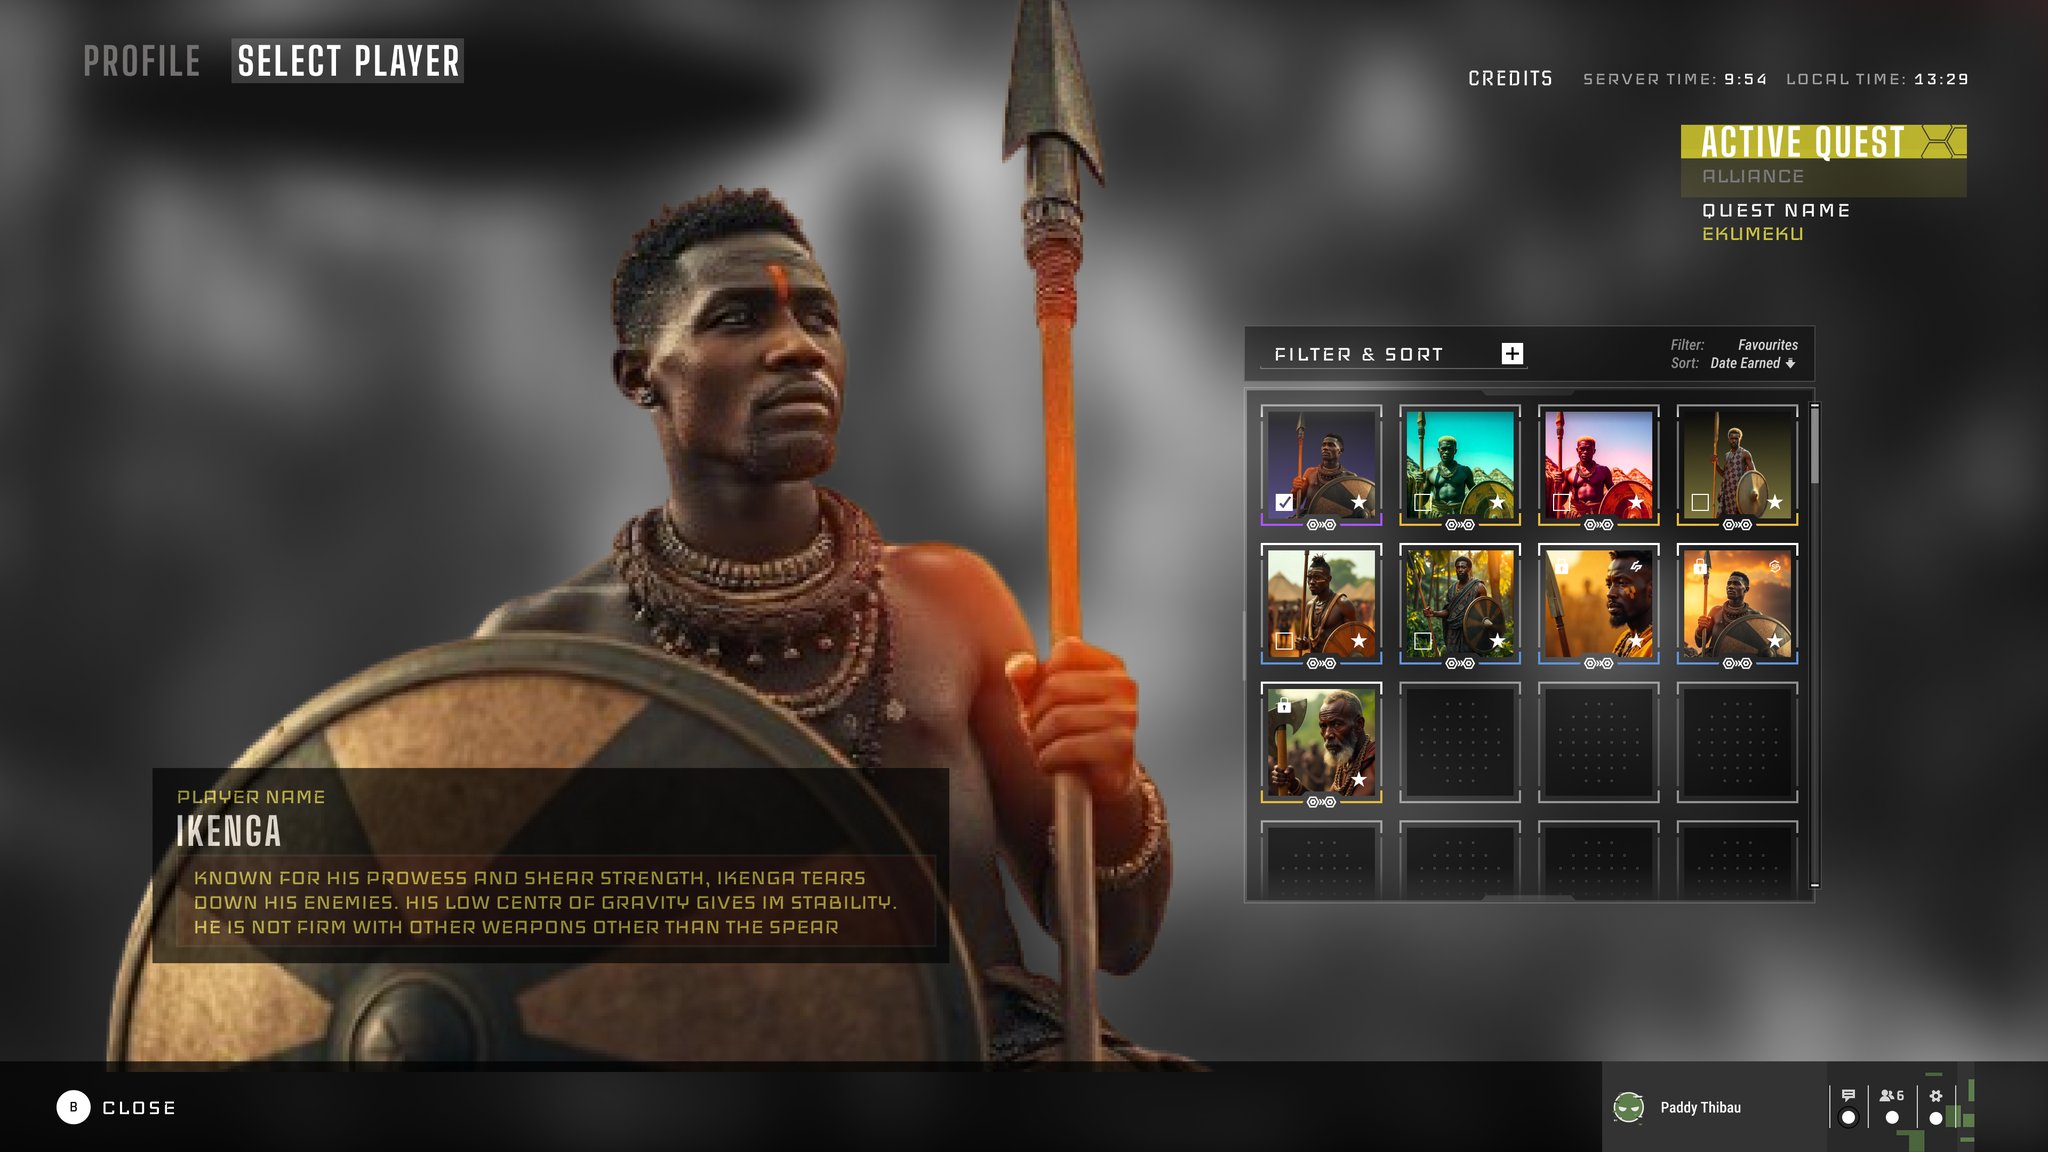 PROFILE SELECT PLAYER
CREDITS SERVER TIME: 9:54 LOCAL TIME: 13:29
ACTIVE QUEST
ALLIANCE
QUEST NAME
EKUMEKU
FILTER & SORT
Filter: Favourites
Sort: Date Earned
PLAYER NAME
IKENGA
KNOWN FOR HIS PROWESS AND SHEAR STRENGTH, IKENGA TEARS
DOWN HIS ENEMIES. HIS LOW CENTR OF GRAVITY GIVES IM STABILITY.
HE IS NOT FIRM WITH OTHER WEAPONS OTHER THAN THE SPEAR
B CLOSE
Paddy Thibau
6